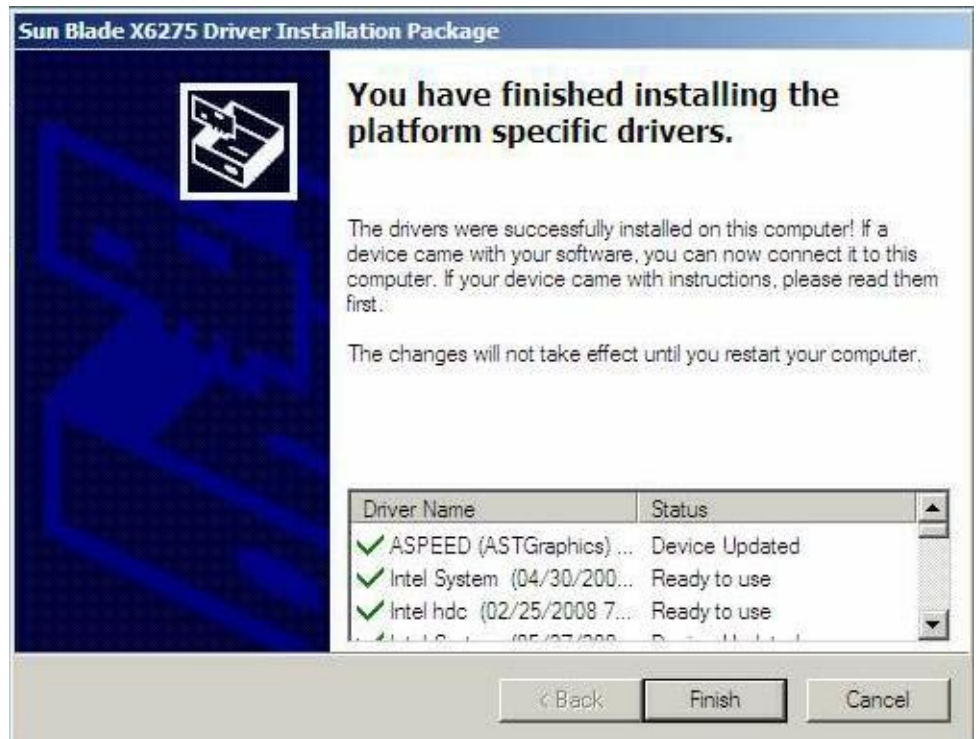 Sun Blade X6275 Driver Installation Package
You have finished installing the
platform specific drivers.
The drivers were successfully installed on this computer! If a
device came with your software, you can now connect it to this
computer. If your device came with instructions, please read them
first.
The changes will not take effect until you restart your computer.
Driver Name Status
ASPEED (ASTGraphics) ... Device Updated
Intel System (04/30/200... Ready to use
Intel hdc (02/25/2008 7... Ready to use
< Back Finish Cancel